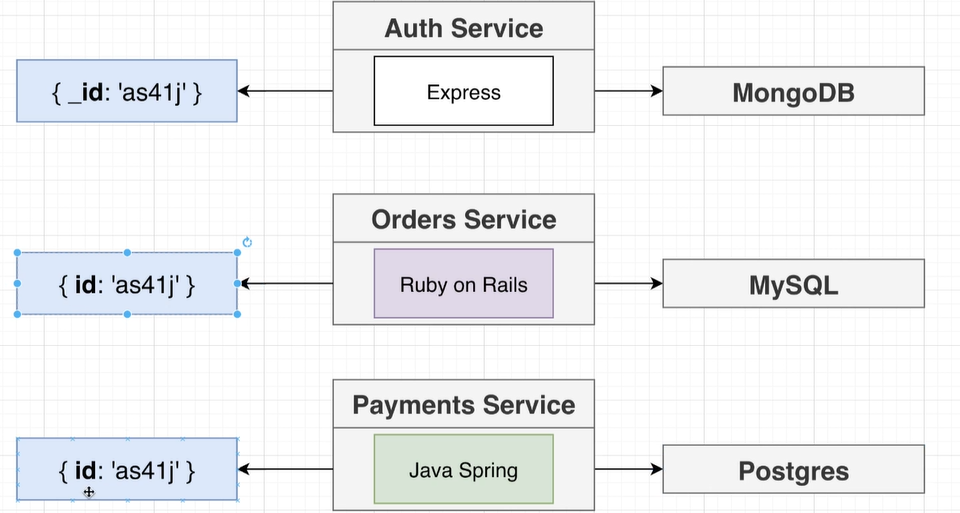 Auth Service
{ _id: 'as41j' }
Express
MongoDB
Orders Service
{ id: 'as41j' }
Ruby on Rails
MySQL
Payments Service
{ id: 'as41j' }
Java Spring
Postgres